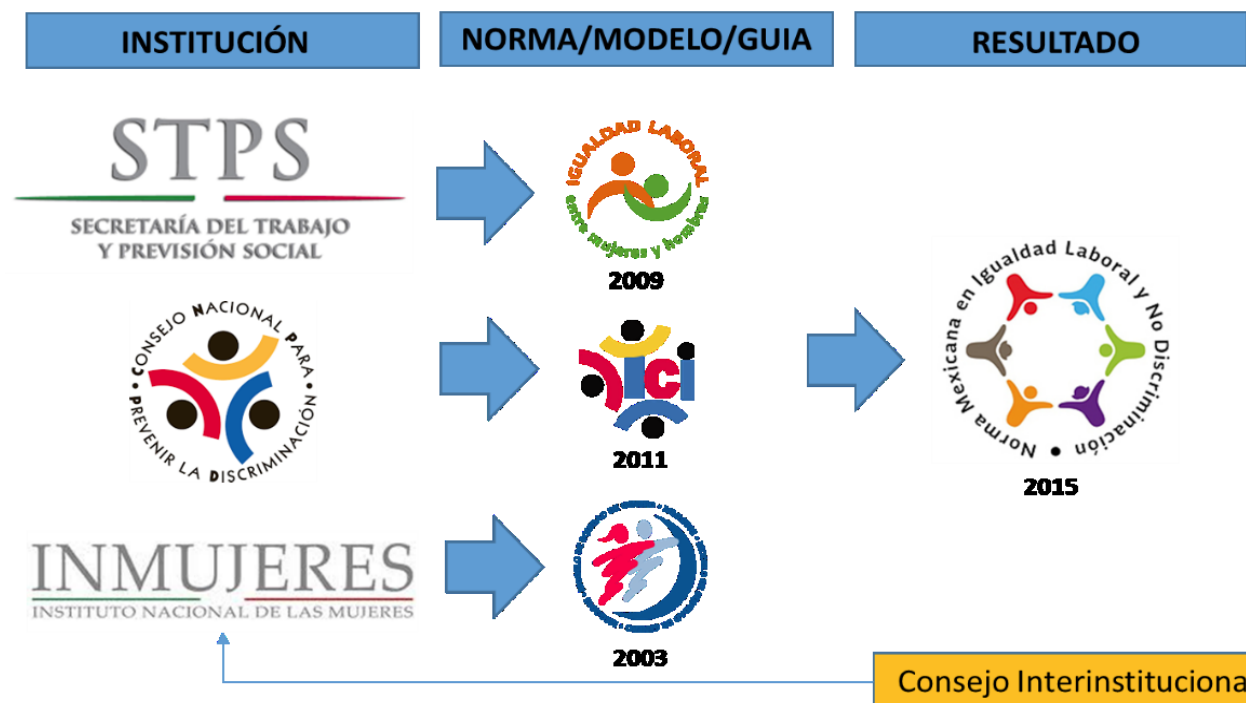 INSTITUCIÓN
NORMA/MODELO/GUIA
RESULTADO
STPS
SECRETARÍA DEL TRABAJO
Y PREVISIÓN SOCIAL
IGUALDAD LABORAL
entre mujeres y hombres
2009
CONSEJO NACIONAL PARA
PREVENIR LA DISCRIMINACIÓN
ici
2011
Norma Mexicana en Igualdad Laboral y No Discriminación
2015
INMUJERES
INSTITUTO NACIONAL DE LAS MUJERES
2003
Consejo Interinstituciona